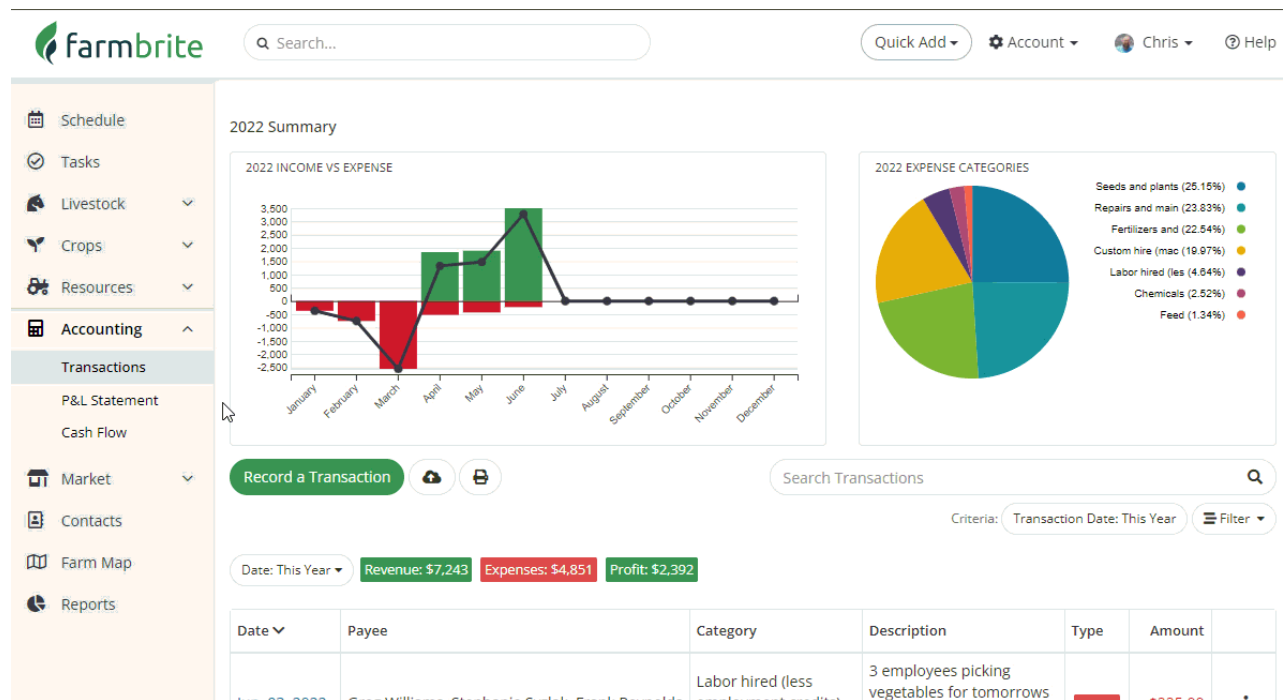 farmbrite
Search...
Quick Add
Account
Chris
Help
Schedule
Tasks
Livestock
Crops
Resources
Accounting
Transactions
P&L Statement
Cash Flow
Market
Contacts
Farm Map
Reports
2022 Summary
2022 INCOME VS EXPENSE
3,500
3,000
2,500
2,000
1,500
1,000
500
0
-500
-1,000
-1,500
-2,000
-2,500
January
February
March
April
May
June
July
August
September
October
November
December
2022 EXPENSE CATEGORIES
Seeds and plants (25.15%)
Repairs and main (23.83%)
Fertilizers and (22.54%)
Custom hire (mac (19.97%)
Labor hired (les (4.64%)
Chemicals (2.52%)
Feed (1.34%)
Record a Transaction
Search Transactions
Criteria: Transaction Date: This Year
Filter
Date: This Year
Revenue: $7,243
Expenses: $4,851
Profit: $2,392
Date Payee Category Description Type Amount
Labor hired (less
3 employees picking
vegetables for tomorrows